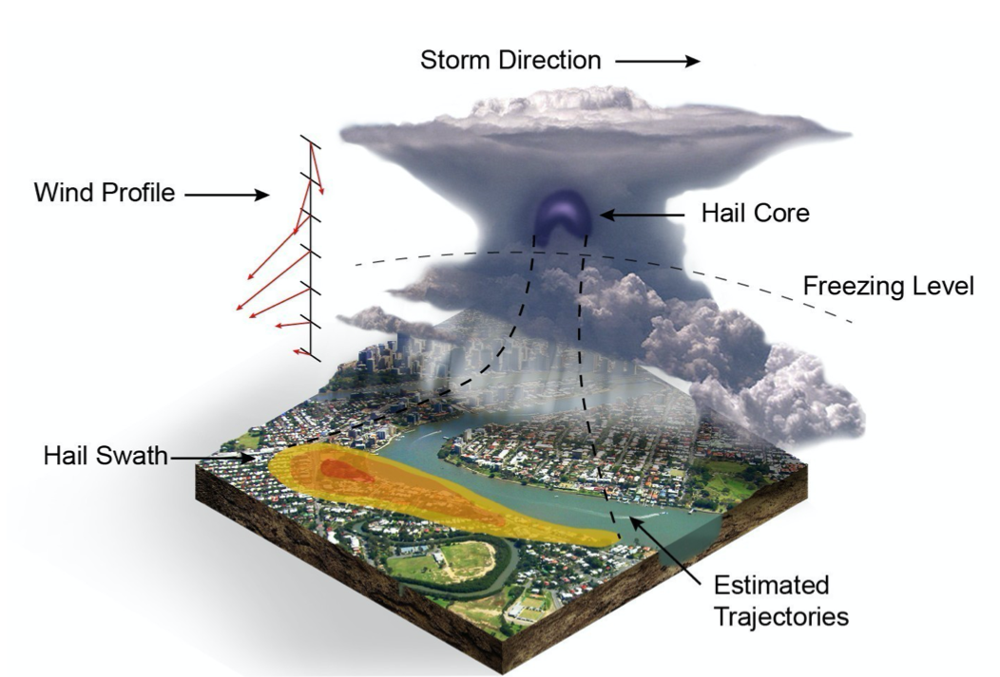 Storm Direction
Wind Profile
Hail Core
Freezing Level
Hail Swath
Estimated
Trajectories